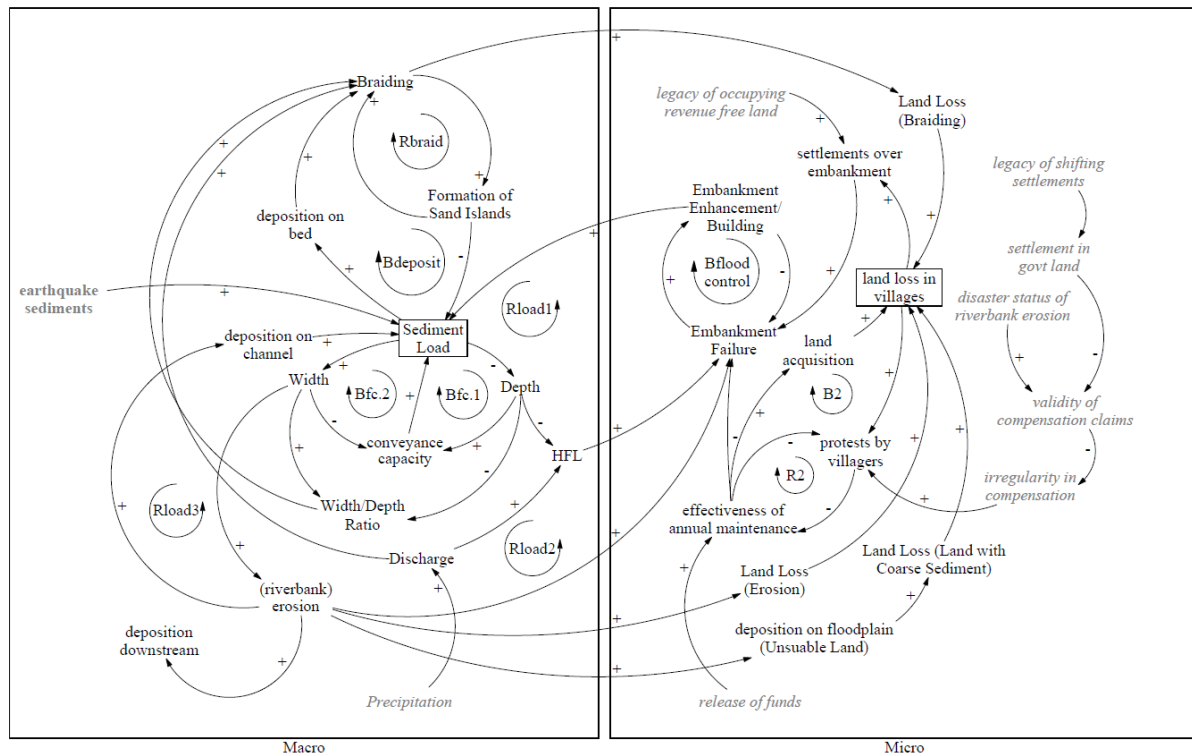 Braiding
Rbraid
Formation of
Sand Islands
deposition on
bed
Bdeposit
earthquake
sediments
Rload1
deposition on
channel
Sediment
Load
Width
Bfc.2
Bfc.1
Depth
conveyance
capacity
HFL
Width/Depth
Ratio
Rload3
Discharge
Rload2
(riverbank)
erosion
deposition
downstream
Precipitation
Macro
legacy of occupying
revenue free land
Land Loss
(Braiding)
settlements over
embankment
legacy of shifting
settlements
Embankment
Enhancement/
Building
Bflood
control
settlement in
govt land
land loss in
villages
disaster status of
riverbank erosion
Embankment
Failure
land
acquisition
B2
validity of
compensation claims
protests by
villagers
R2
irregularity in
compensation
effectiveness of
annual maintenance
Land Loss (Land with
Coarse Sediment)
Land Loss
(Erosion)
deposition on floodplain
(Unsuable Land)
release of funds
Micro